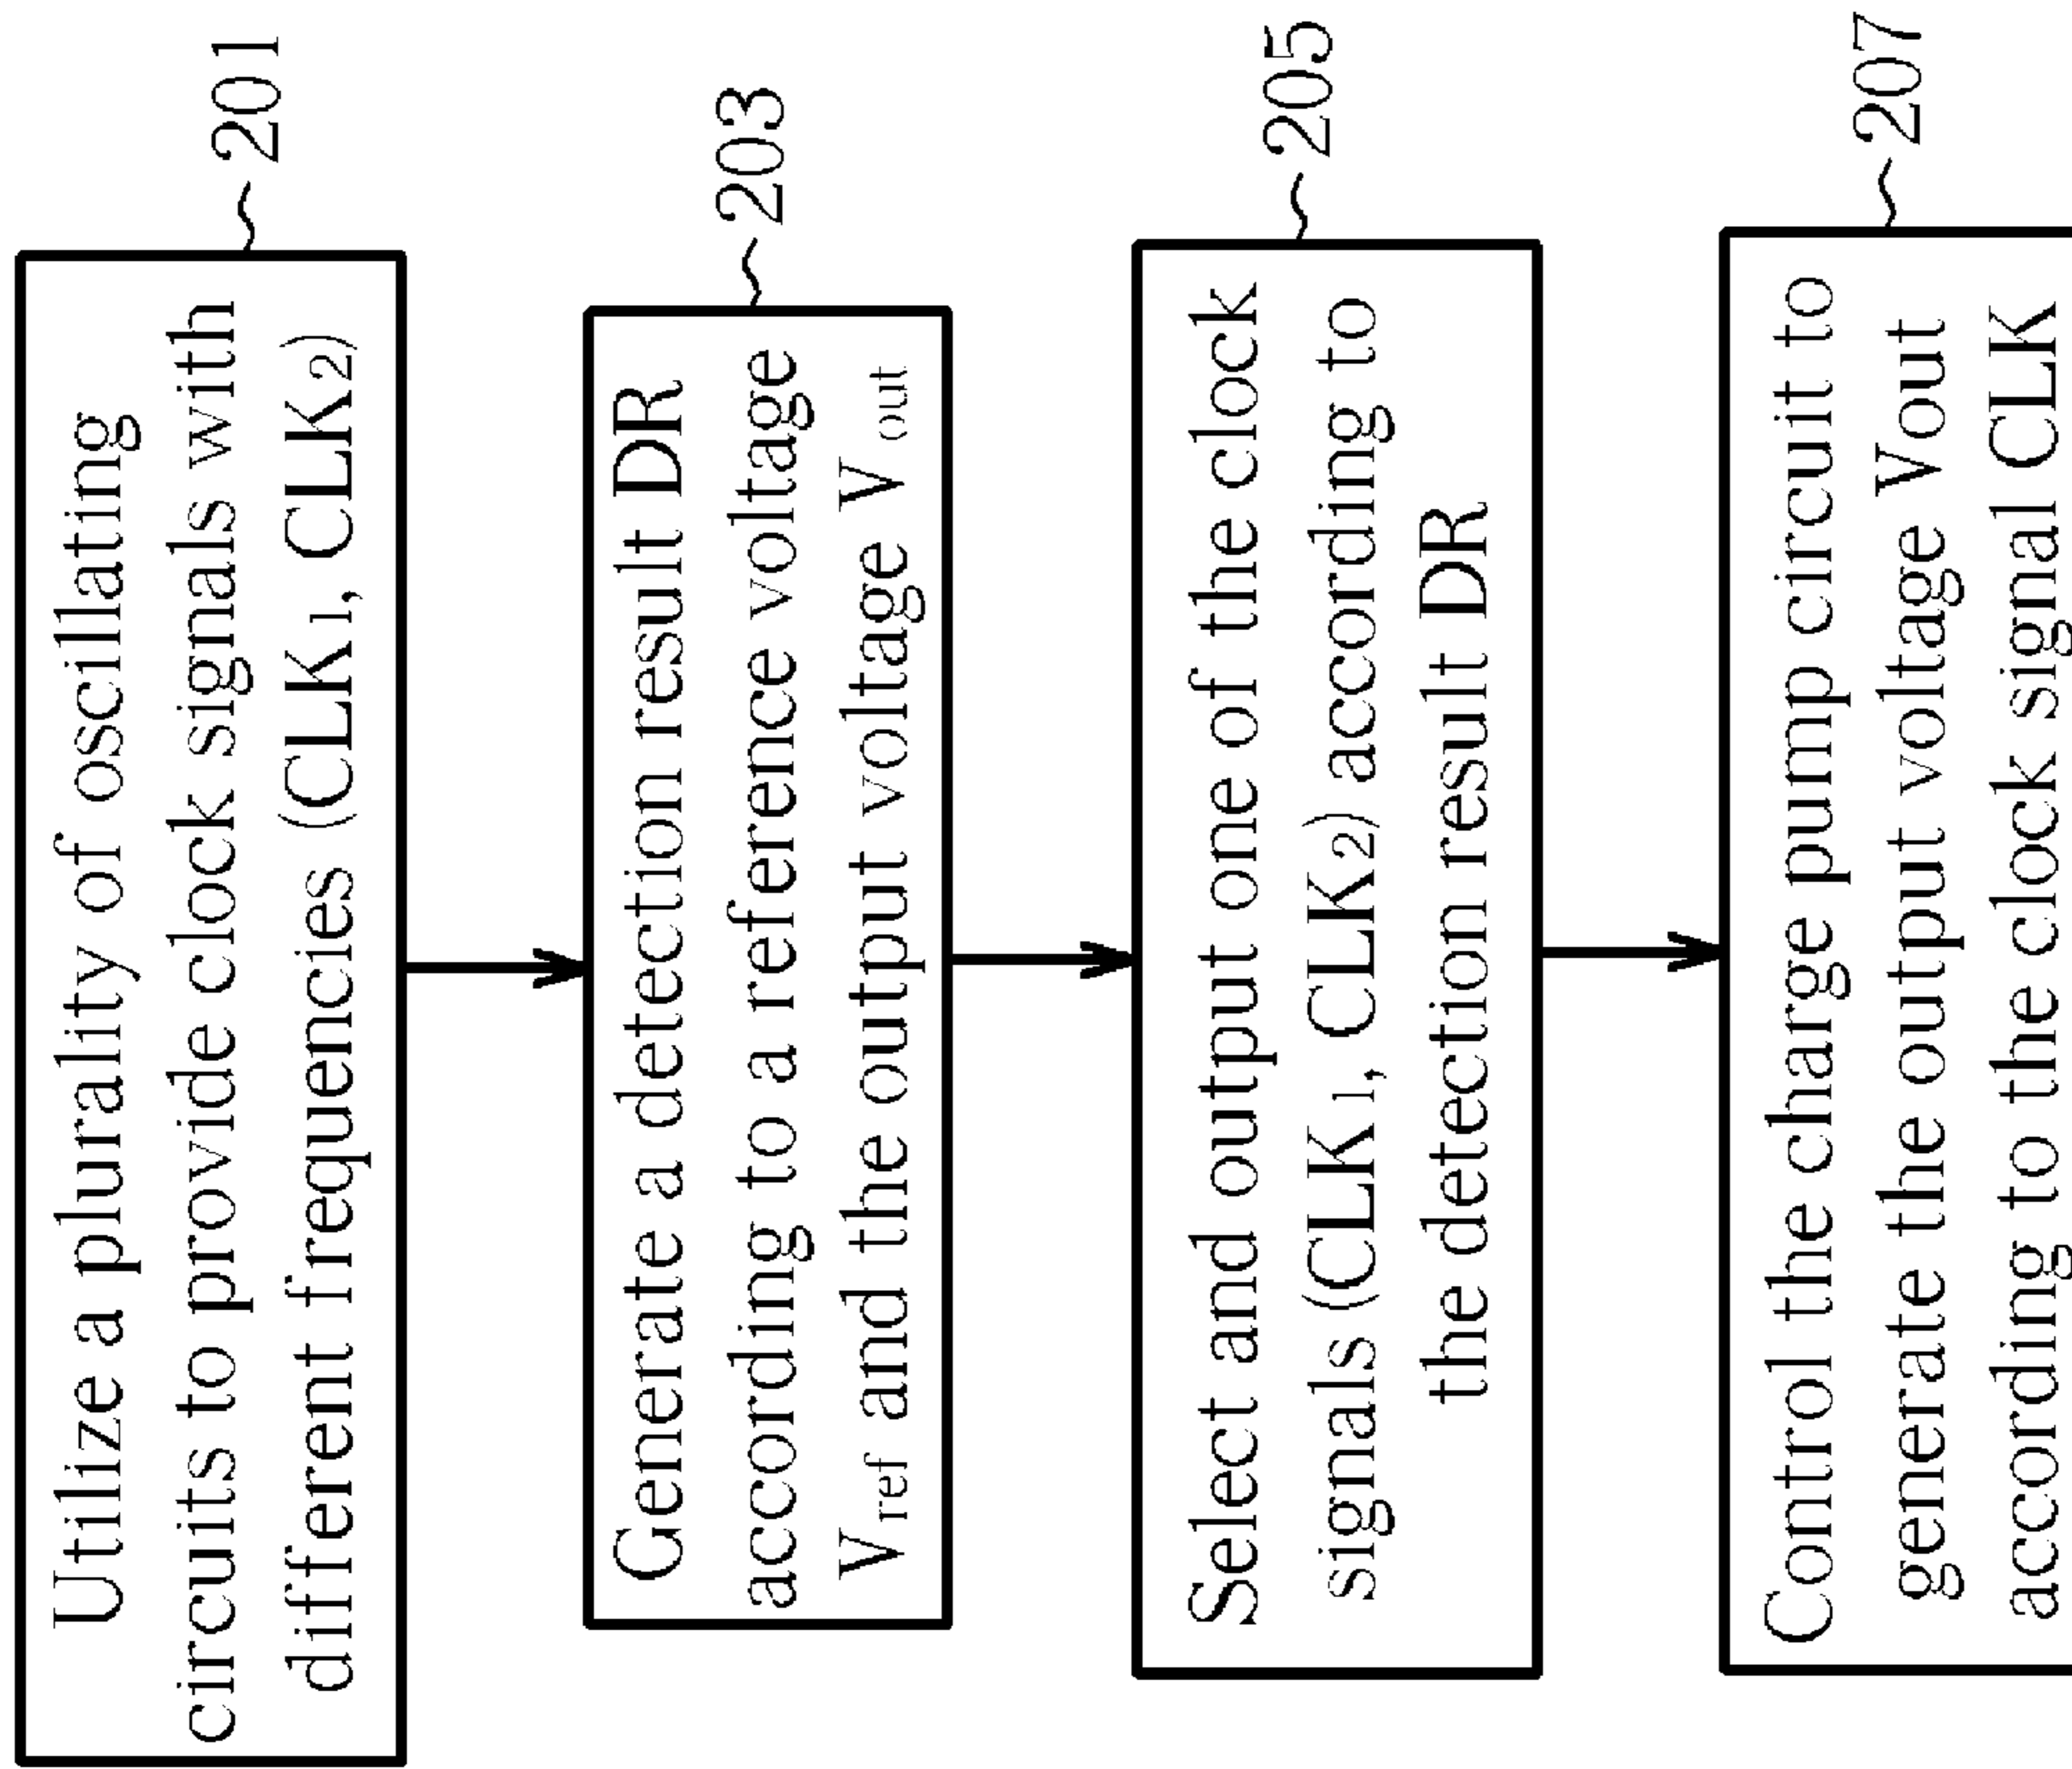 Utilize a plurality of oscillating
circuits to provide clock signals with
different frequencies (CLK₁, CLK₂)
201
Generate a detection result DR
according to a reference voltage
V ref and the output voltage V out
203
Select and output one of the clock
signals (CLK₁, CLK₂) according to
the detection result DR
205
Control the charge pump circuit to
generate the output voltage Vout
according to the clock signal CLK
207